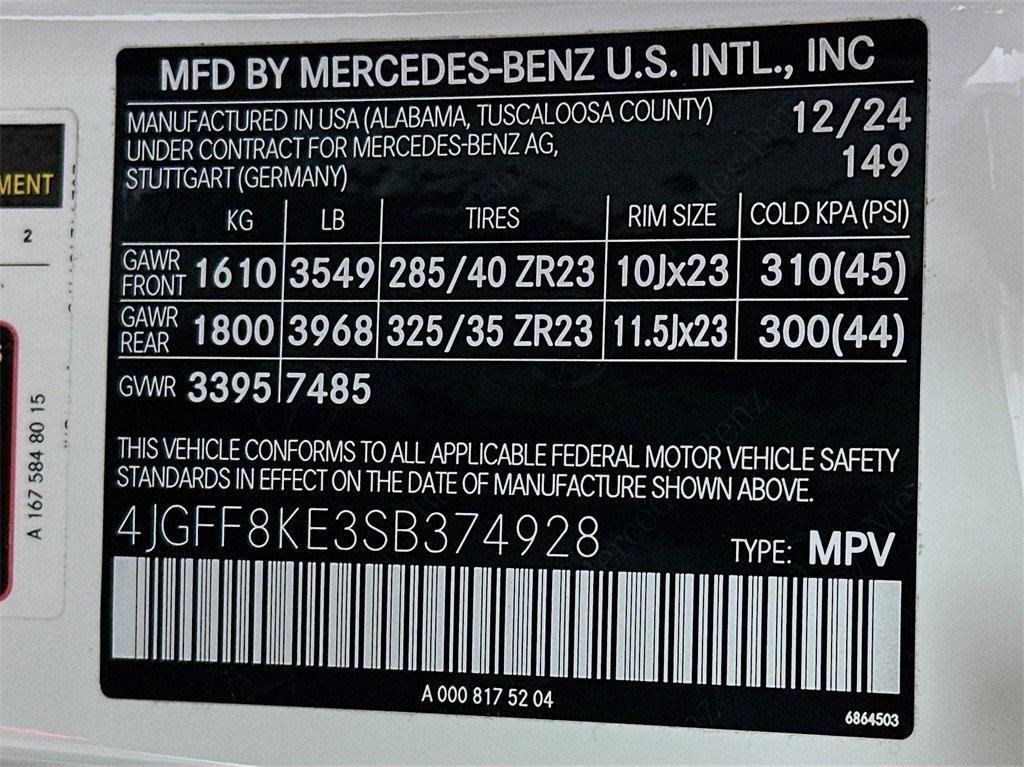 MFD BY MERCEDES-BENZ U.S. INTL., INC
MANUFACTURED IN USA (ALABAMA, TUSCALOOSA COUNTY) 12/24
UNDER CONTRACT FOR MERCEDES-BENZ AG, 149
STUTTGART (GERMANY)
KG LB TIRES RIM SIZE COLD KPA (PSI)
GAWR FRONT 1610 3549 285/40 ZR23 10Jx23 310(45)
GAWR REAR 1800 3968 325/35 ZR23 11.5Jx23 300(44)
GVWR 3395 7485
THIS VEHICLE CONFORMS TO ALL APPLICABLE FEDERAL MOTOR VEHICLE SAFETY
STANDARDS IN EFFECT ON THE DATE OF MANUFACTURE SHOWN ABOVE.
4JGFF8KE3SB374928 TYPE: MPV
A 000 817 52 04
6864503
MENT
2
A 167 584 80 15